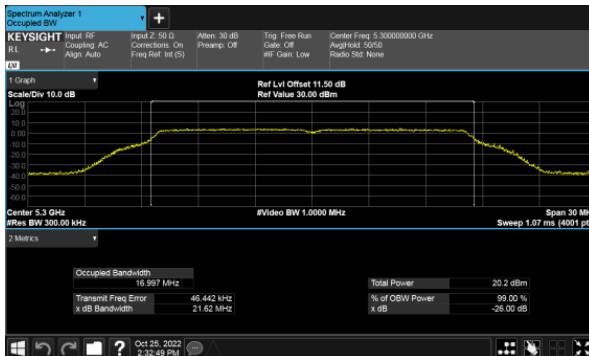 Spectrum Analyzer 1
Occupied BW
KEYSIGHT Input: RF Input Z: 50 Ω Atten: 30 dB Trig: Free Run Center Freq: 5.300000000 GHz
RL Coupling: AC Corrections: On Preamp: Off Gate: Off Avg|Hold: 50/50
Align: Auto Freq Ref: Int (S) #IF Gain: Low Radio Std: None
LXI
1 Graph
Ref Lvl Offset 11.50 dB
Scale/Div 10.0 dB Ref Value 30.00 dBm
Log
20.0
10.0
0.00
-10.0
-20.0
-30.0
-40.0
-50.0
-60.0
Center 5.3 GHz #Video BW 1.0000 MHz Span 30 MH
#Res BW 300.00 kHz Sweep 1.07 ms (4001 pt
2 Metrics
Occupied Bandwidth
16.997 MHz Total Power 20.2 dBm
Transmit Freq Error 46.442 kHz % of OBW Power 99.00 %
x dB Bandwidth 21.62 MHz x dB -26.00 dB
? Oct 25, 2022
2:32:49 PM